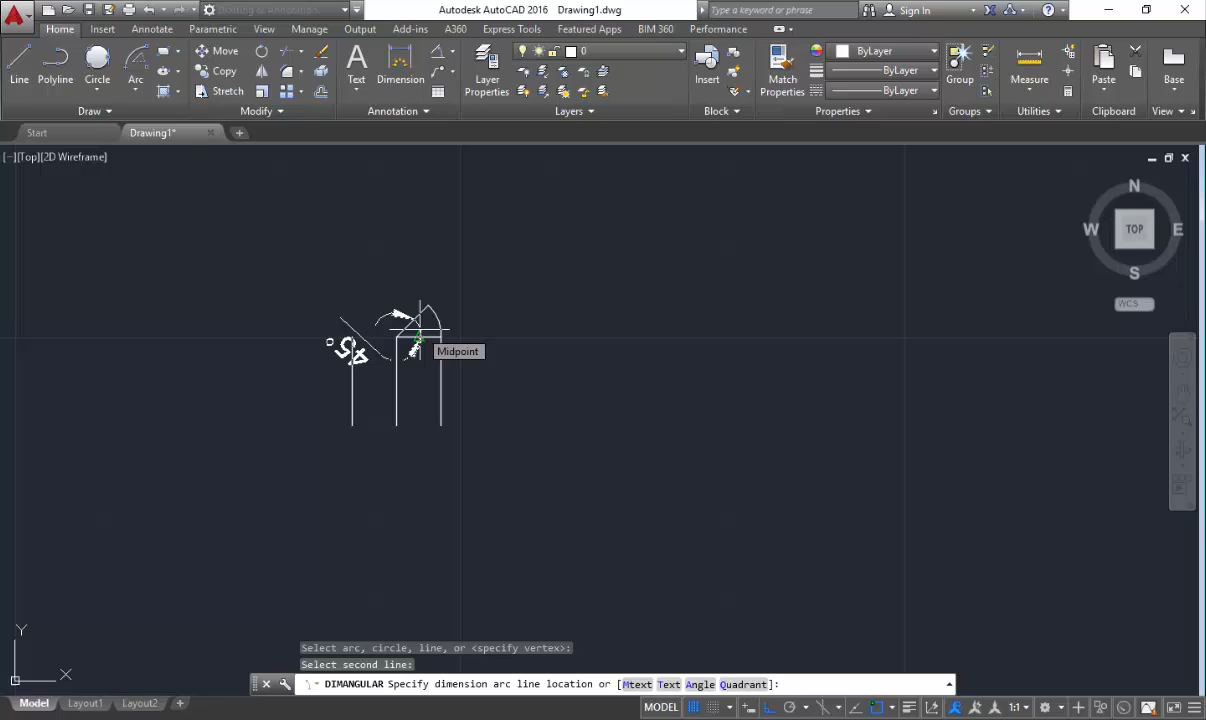 Autodesk AutoCAD 2016 Drawing1.dwg
Type a keyword or phrase
Sign In
Home Insert Annotate Parametric View Manage Output Add-ins A360 Express Tools Featured Apps BIM 360 Performance
Line Polyline Circle Arc
Move
Copy
Stretch
Text Dimension
Layer Properties
0
Insert
Match Properties
ByLayer
ByLayer
ByLayer
Group
Measure
Paste
Base
Draw Modify Annotation Layers Block Properties Groups Utilities Clipboard View
Start Drawing1*
[−][Top][2D Wireframe]
N
W TOP E
S
WCS
45°
Midpoint
Y
X
Select arc, circle, line, or <specify vertex>:
Select second line:
DIMANGULAR Specify dimension arc line location or [Mtext Text Angle Quadrant]:
Model Layout1 Layout2 +
MODEL
1:1